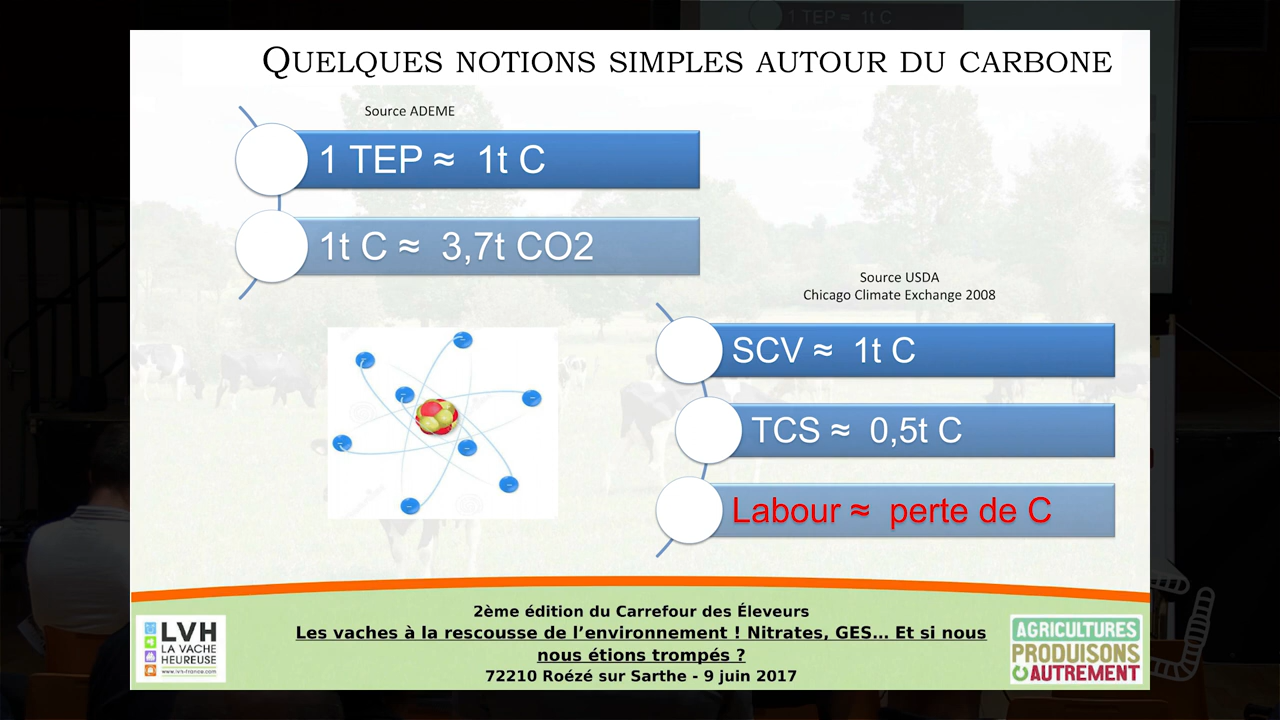 1 TEP ≈ 1t C
QUELQUES NOTIONS SIMPLES AUTOUR DU CARBONE
Source ADEME
1 TEP ≈ 1t C
1t C ≈ 3,7t CO2
Source USDA
Chicago Climate Exchange 2008
SCV ≈ 1t C
TCS ≈ 0,5t C
Labour ≈ perte de C
2ème édition du Carrefour des Éleveurs
Les vaches à la rescousse de l’environnement ! Nitrates, GES... Et si nous
nous étions trompés ?
72210 Roézé sur Sarthe - 9 juin 2017
LVH
LA VACHE
HEUREUSE
www.lvh-france.com
AGRICULTURES
PRODUISONS
AUTREMENT